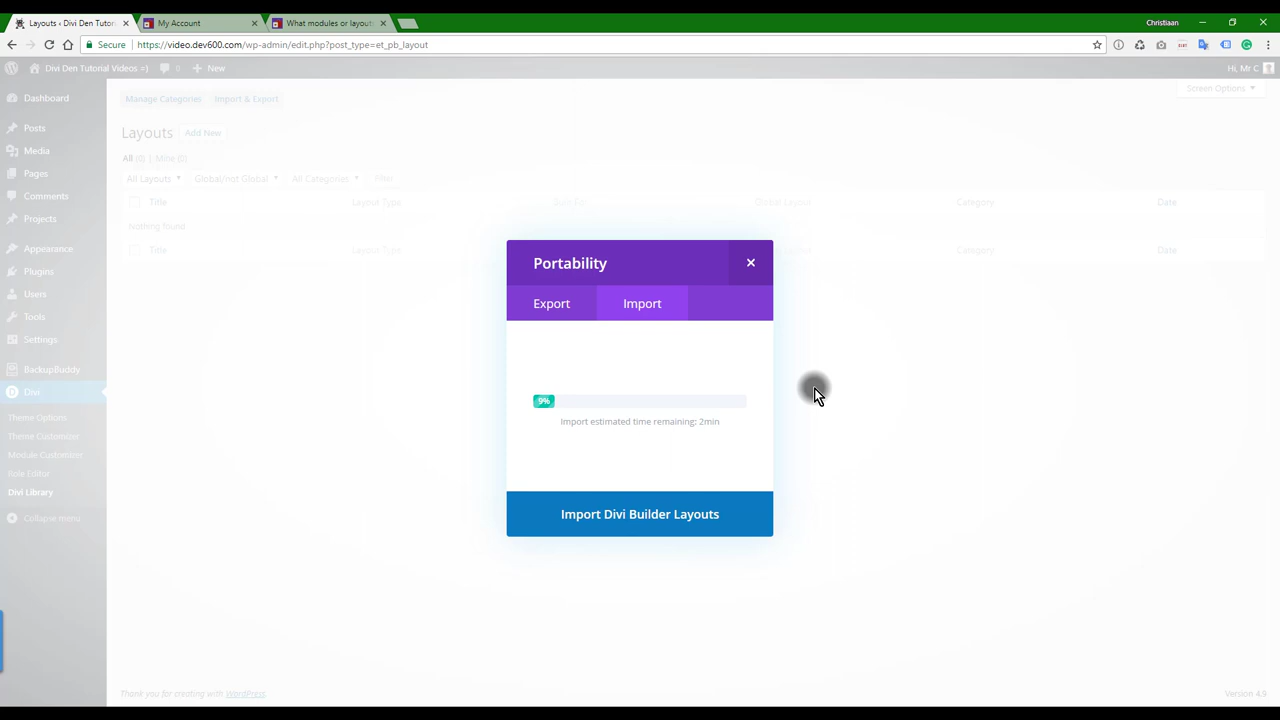 Layouts ‹ Divi Den Tutor
My Account
What modules or layout
Christiaan
Secure
https://video.dev600.com/wp-admin/edit.php?post_type=et_pb_layout
Divi Den Tutorial Videos =)
0
New
Hi, Mr C
Dashboard
Posts
Media
Pages
Comments
Projects
Appearance
Plugins
Users
Tools
Settings
BackupBuddy
Divi
Theme Options
Theme Customizer
Module Customizer
Role Editor
Divi Library
Collapse menu
Manage Categories
Import & Export
Screen Options
Layouts
Add New
All (0) | Mine (0)
All Layouts
Global/not Global
All Categories
Filter
Title
Layout Type
Global Layout
Category
Date
Nothing found
Title
Layout Type
Category
Date
Portability
×
Export
Import
9%
Import estimated time remaining: 2min
Import Divi Builder Layouts
Thank you for creating with WordPress.
Version 4.9